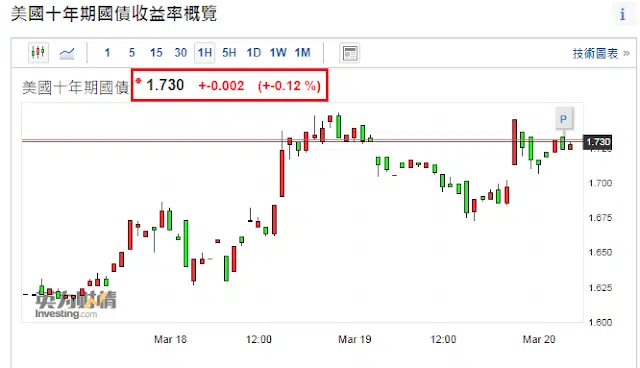 美國十年期國債收益率概覽
i
1 5 15 30 1H 5H 1D 1W 1M
技術圖表 »
美國十年期國債 1.730 +-0.002 (+-0.12 %)
P
1.730
1.725
1.700
1.675
1.650
1.625
1.600
英为财情
Investing.com
Mar 18 12:00 Mar 19 12:00 Mar 20